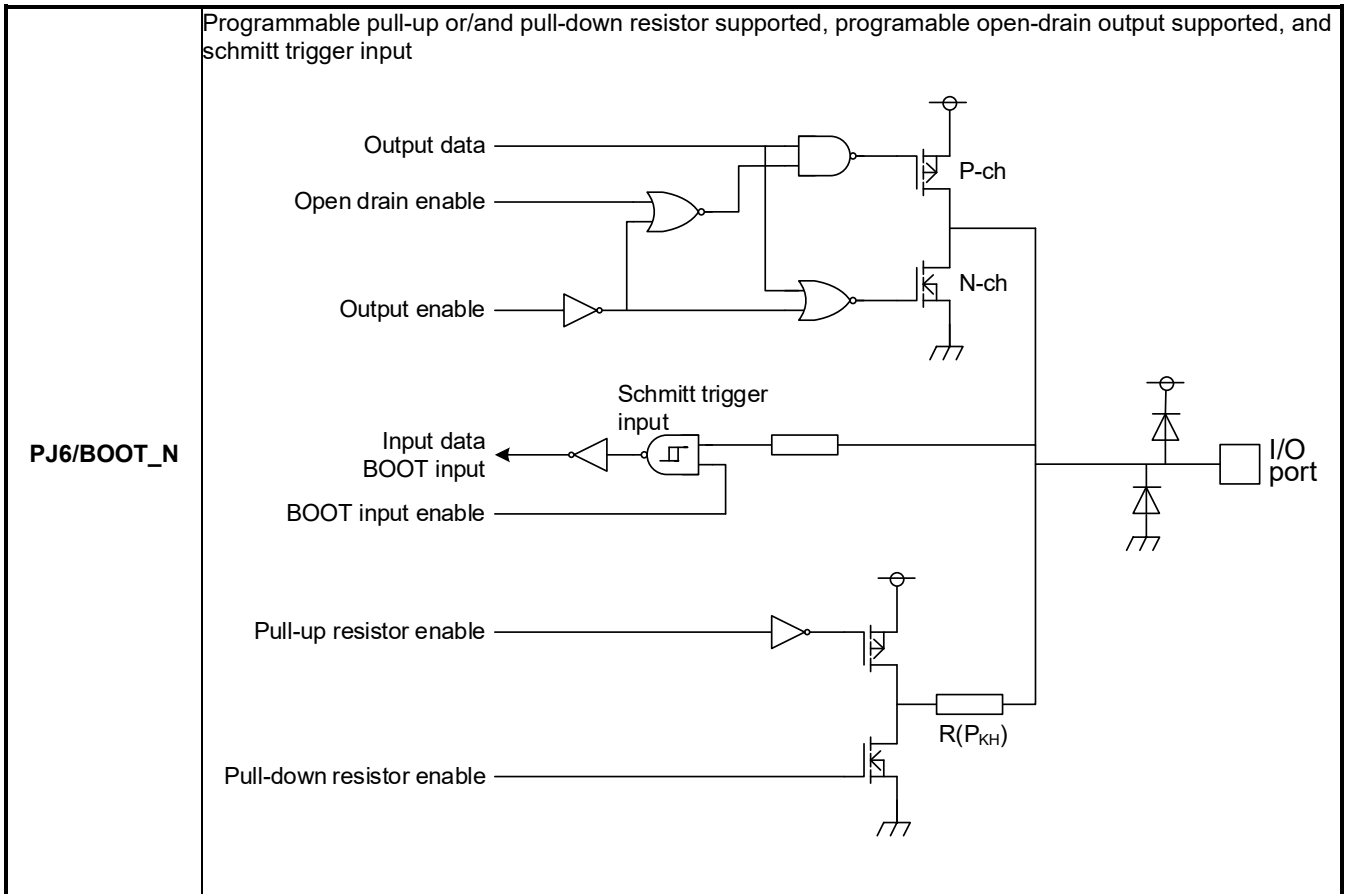 Programmable pull-up or/and pull-down resistor supported, programable open-drain output supported, and
schmitt trigger input
Output data
P-ch
Open drain enable
N-ch
Output enable
Schmitt trigger
input
PJ6/BOOT_N
Input data
BOOT input
I/O
port
BOOT input enable
Pull-up resistor enable
R(PKH)
Pull-down resistor enable